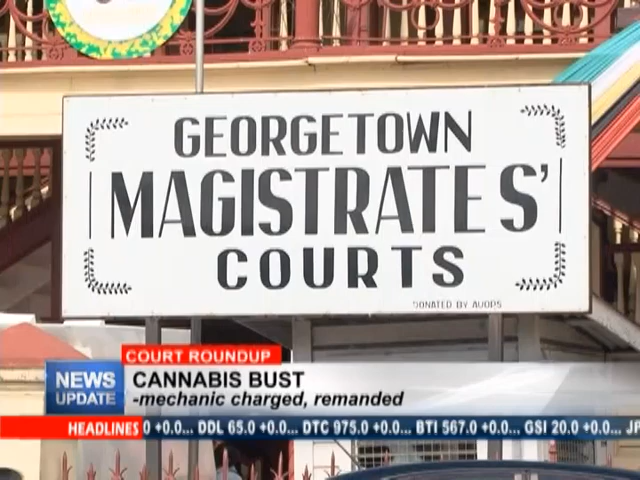 GEORGETOWN
MAGISTRATES'
COURTS
DONATED BY AUOPS
COURT ROUNDUP
NEWS
UPDATE
CANNABIS BUST
-mechanic charged, remanded
HEADLINES
0 +0.0... DDL 65.0 +0.0... DTC 975.0 +0.0... BTI 567.0 +0.0... GSI 20.0 +0.0... JP